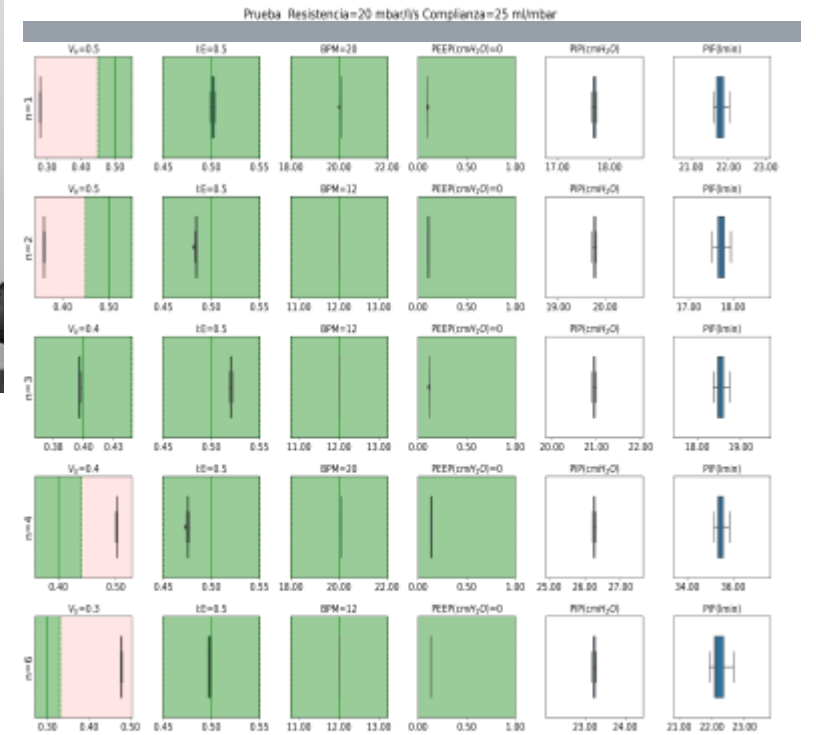 Prueba Resistencia=20 mbar/l/s Complianza=25 ml/mbar
V_t=0.5 I:E=0.5 BPM=20 PEEP(cmH₂O)=0 PIP(cmH₂O) PIF(lmin)
n=1
0.30 0.40 0.50 0.45 0.50 0.55 18.00 20.00 22.00 0.00 0.50 1.00 17.00 18.00 21.00 22.00 23.00
V_t=0.5 I:E=0.5 BPM=12 PEEP(cmH₂O)=0 PIP(cmH₂O) PIF(lmin)
n=2
0.40 0.50 0.45 0.50 0.55 11.00 12.00 13.00 0.00 0.50 1.00 19.00 20.00 17.00 18.00
V_t=0.4 I:E=0.5 BPM=12 PEEP(cmH₂O)=0 PIP(cmH₂O) PIF(lmin)
n=3
0.38 0.40 0.43 0.45 0.50 0.55 11.00 12.00 13.00 0.00 0.50 1.00 20.00 21.00 22.00 18.00 19.00
V_t=0.4 I:E=0.5 BPM=20 PEEP(cmH₂O)=0 PIP(cmH₂O) PIF(lmin)
n=4
0.40 0.50 0.45 0.50 0.55 18.00 20.00 22.00 0.00 0.50 1.00 25.00 26.00 27.00 34.00 36.00
V_t=0.3 I:E=0.5 BPM=12 PEEP(cmH₂O)=0 PIP(cmH₂O) PIF(lmin)
n=6
0.30 0.40 0.50 0.45 0.50 0.55 11.00 12.00 13.00 0.00 0.50 1.00 23.00 24.00 21.00 22.00 23.00